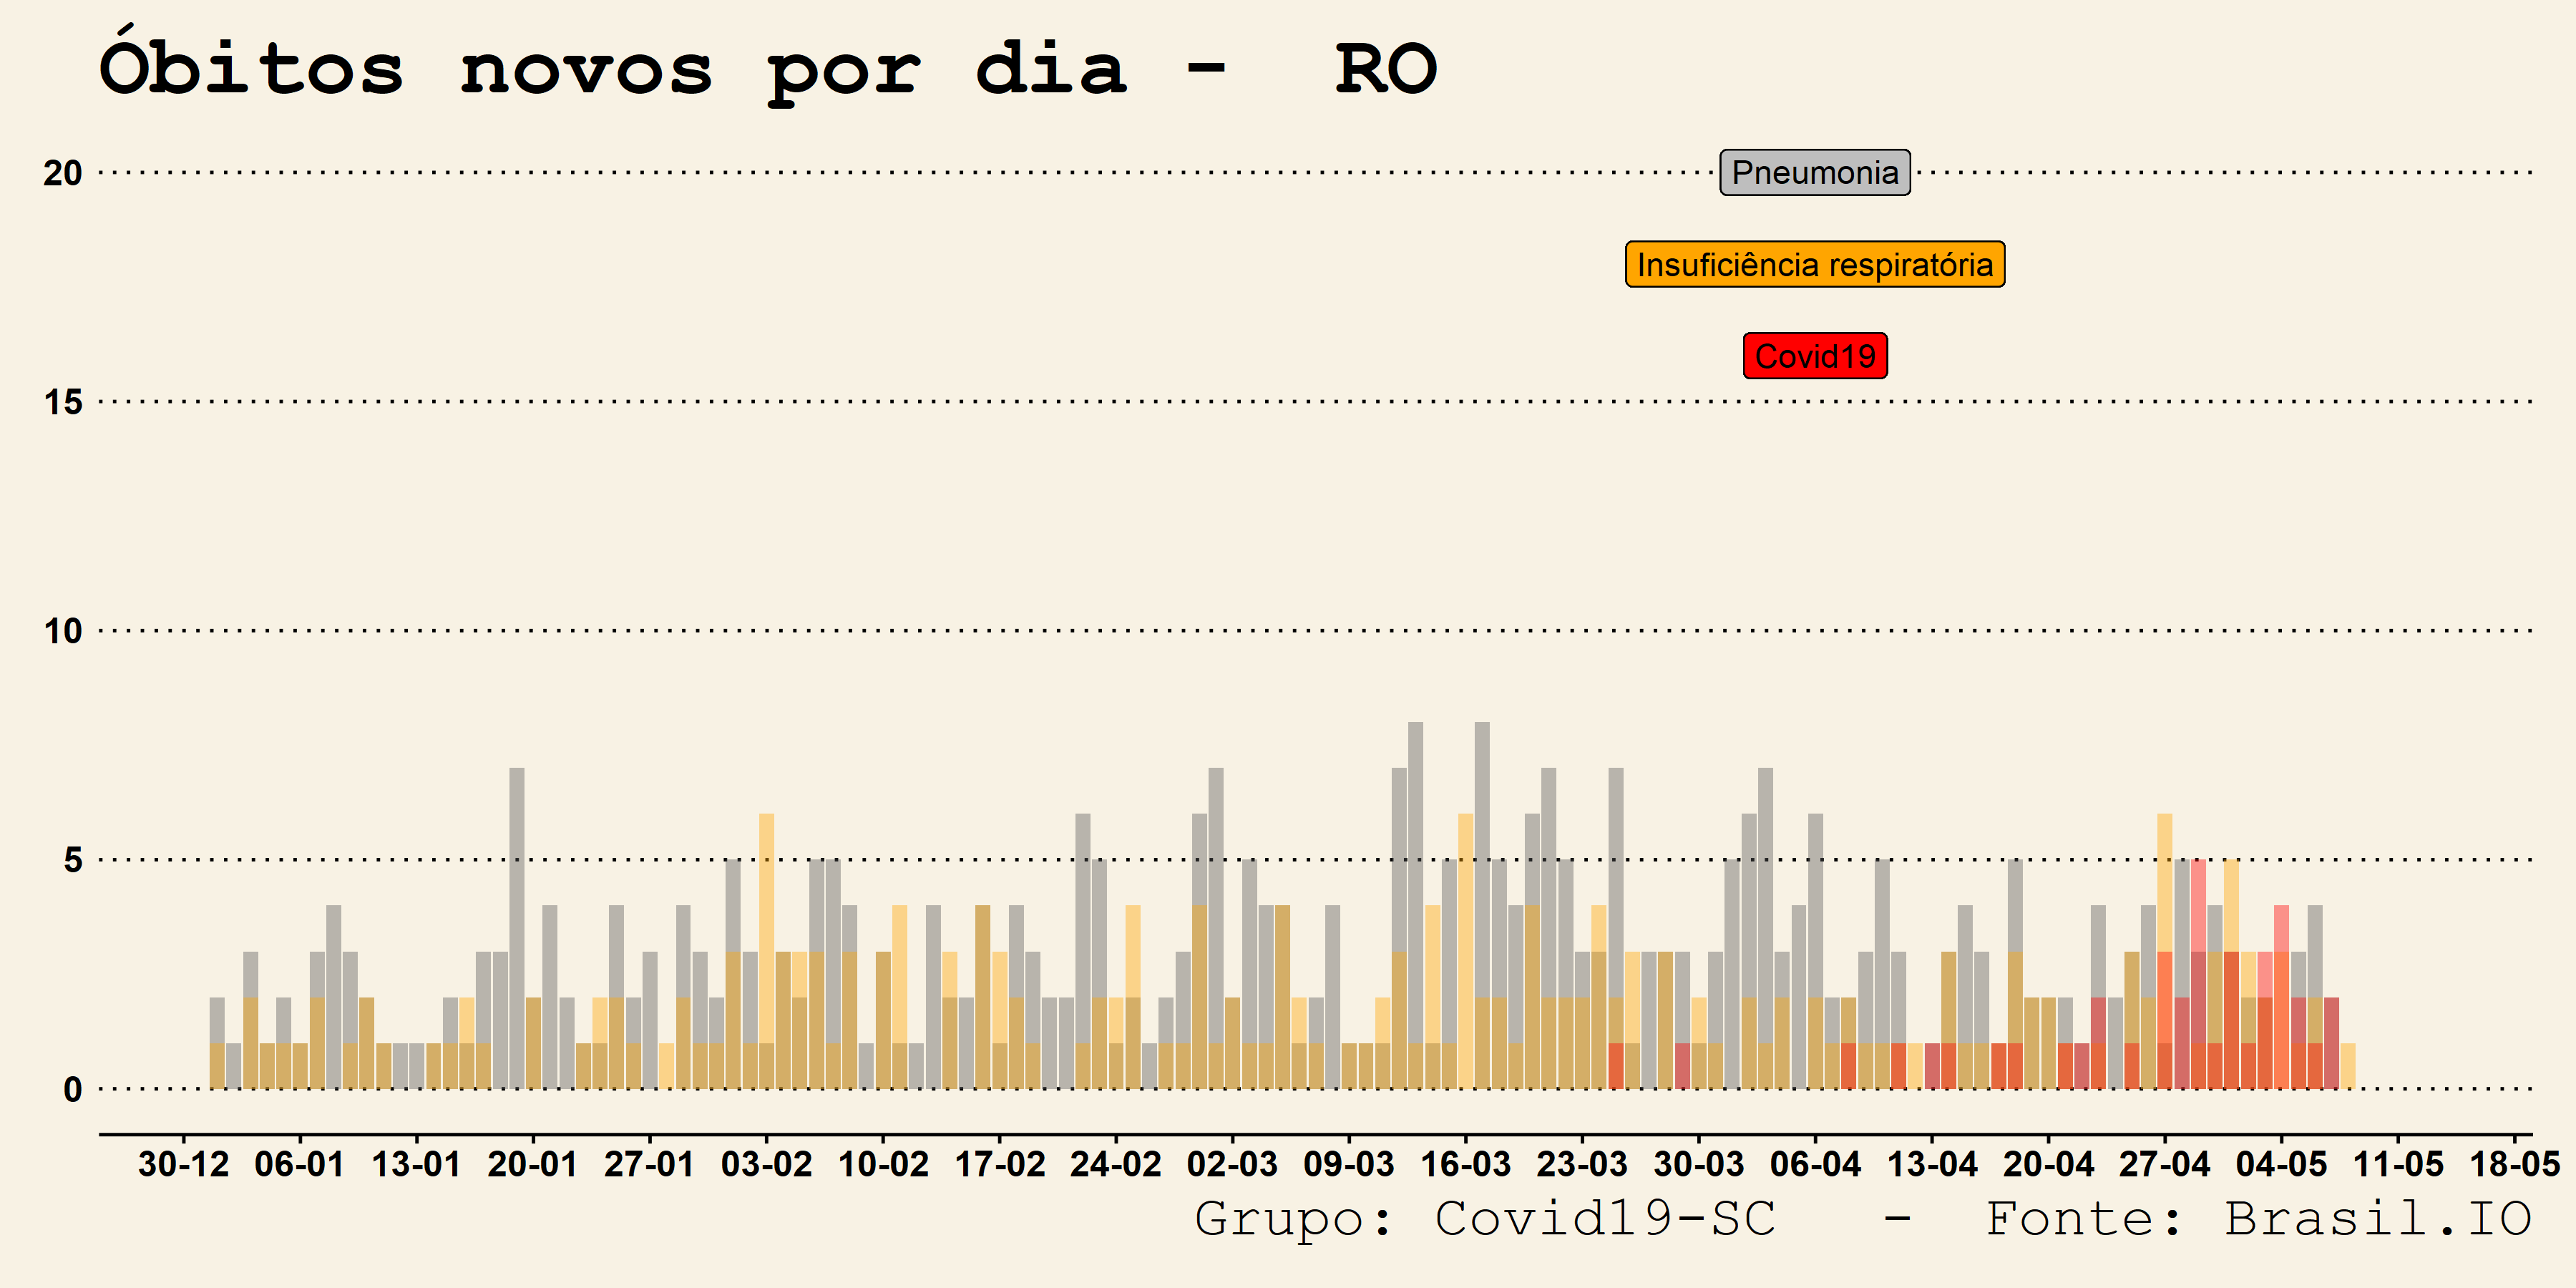 Óbitos novos por dia -  RO
20
Pneumonia
Insuficiência respiratória
Covid19
15
10
5
0
30-12 06-01 13-01 20-01 27-01 03-02 10-02 17-02 24-02 02-03 09-03 16-03 23-03 30-03 06-04 13-04 20-04 27-04 04-05 11-05 18-05
Grupo: Covid19-SC  -  Fonte: Brasil.IO